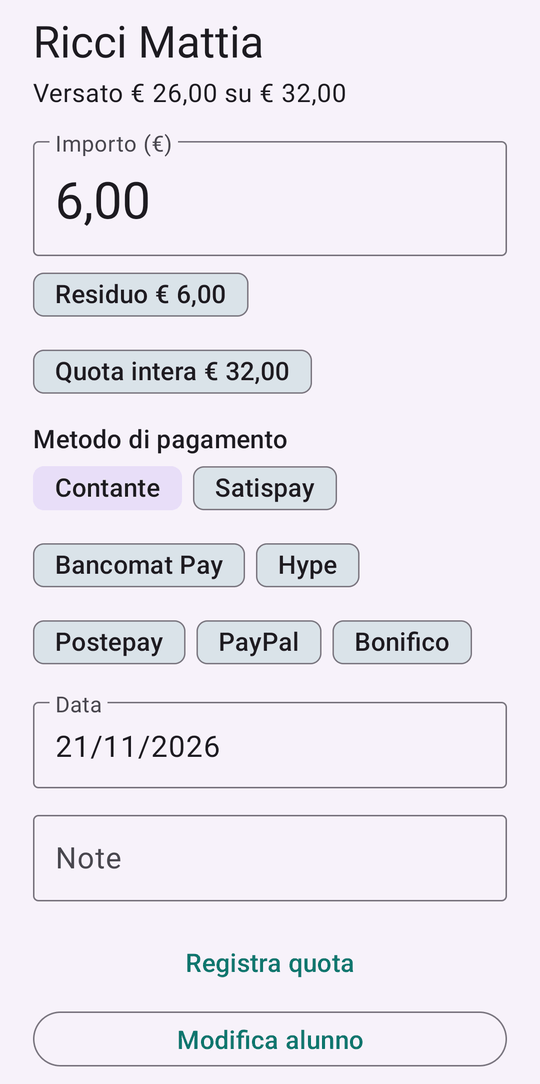 Ricci Mattia
Versato € 26,00 su € 32,00
Importo (€)
6,00
Residuo € 6,00
Quota intera € 32,00
Metodo di pagamento
Contante Satispay
Bancomat Pay Hype
Postepay PayPal Bonifico
Data
21/11/2026
Note
Registra quota
Modifica alunno